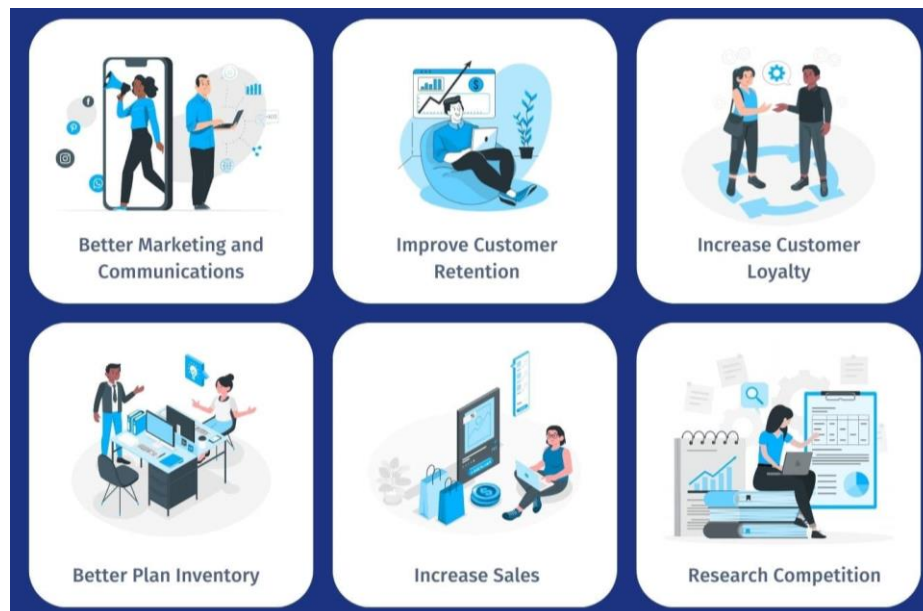 Better Marketing and
Communications
Improve Customer
Retention
Increase Customer
Loyalty
Better Plan Inventory
Increase Sales
Research Competition